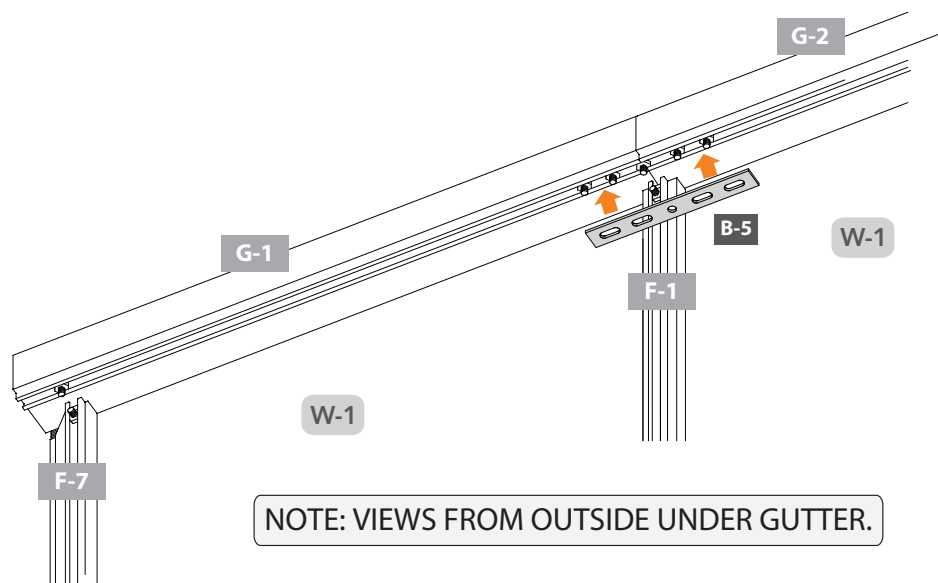 G-2
G-1
B-5
W-1
F-1
W-1
F-7
NOTE: VIEWS FROM OUTSIDE UNDER GUTTER.